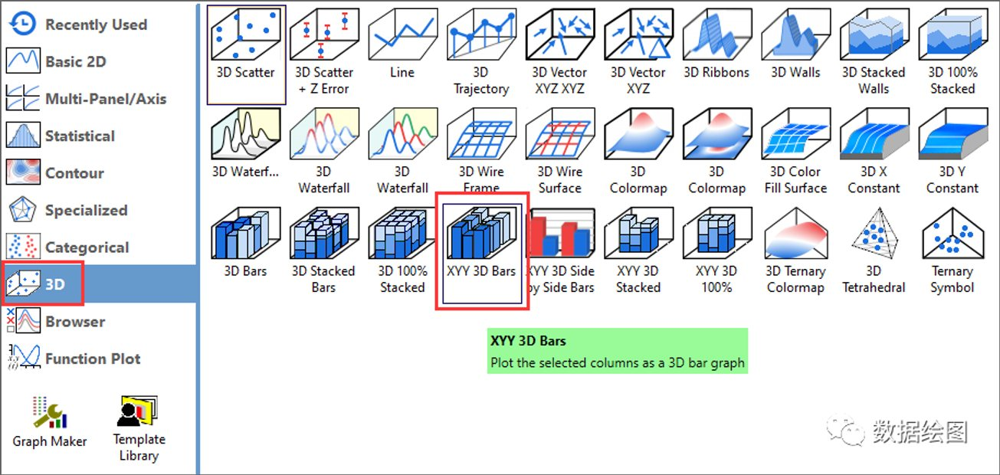 Recently Used
Basic 2D
Multi-Panel/Axis
Statistical
Contour
Specialized
Categorical
3D
Browser
Function Plot
Graph Maker
Template
Library
3D Scatter
3D Scatter
+ Z Error
Line
3D
Trajectory
3D Vector
XYZ XYZ
3D Vector
XYZ
3D Ribbons
3D Walls
3D Stacked
Walls
3D 100%
Stacked
3D Waterf...
3D
Waterfall
3D
Waterfall
3D Wire
Frame
3D Wire
Surface
3D
Colormap
3D
Colormap
3D Color
Fill Surface
3D X
Constant
3D Y
Constant
3D Bars
3D Stacked
Bars
3D 100%
Stacked
XYY 3D Bars
XYY 3D Side
by Side Bars
XYY 3D
Stacked
XYY 3D
100%
3D Ternary
Colormap
3D
Tetrahedral
Ternary
Symbol
XYY 3D Bars
Plot the selected columns as a 3D bar graph
数据绘图